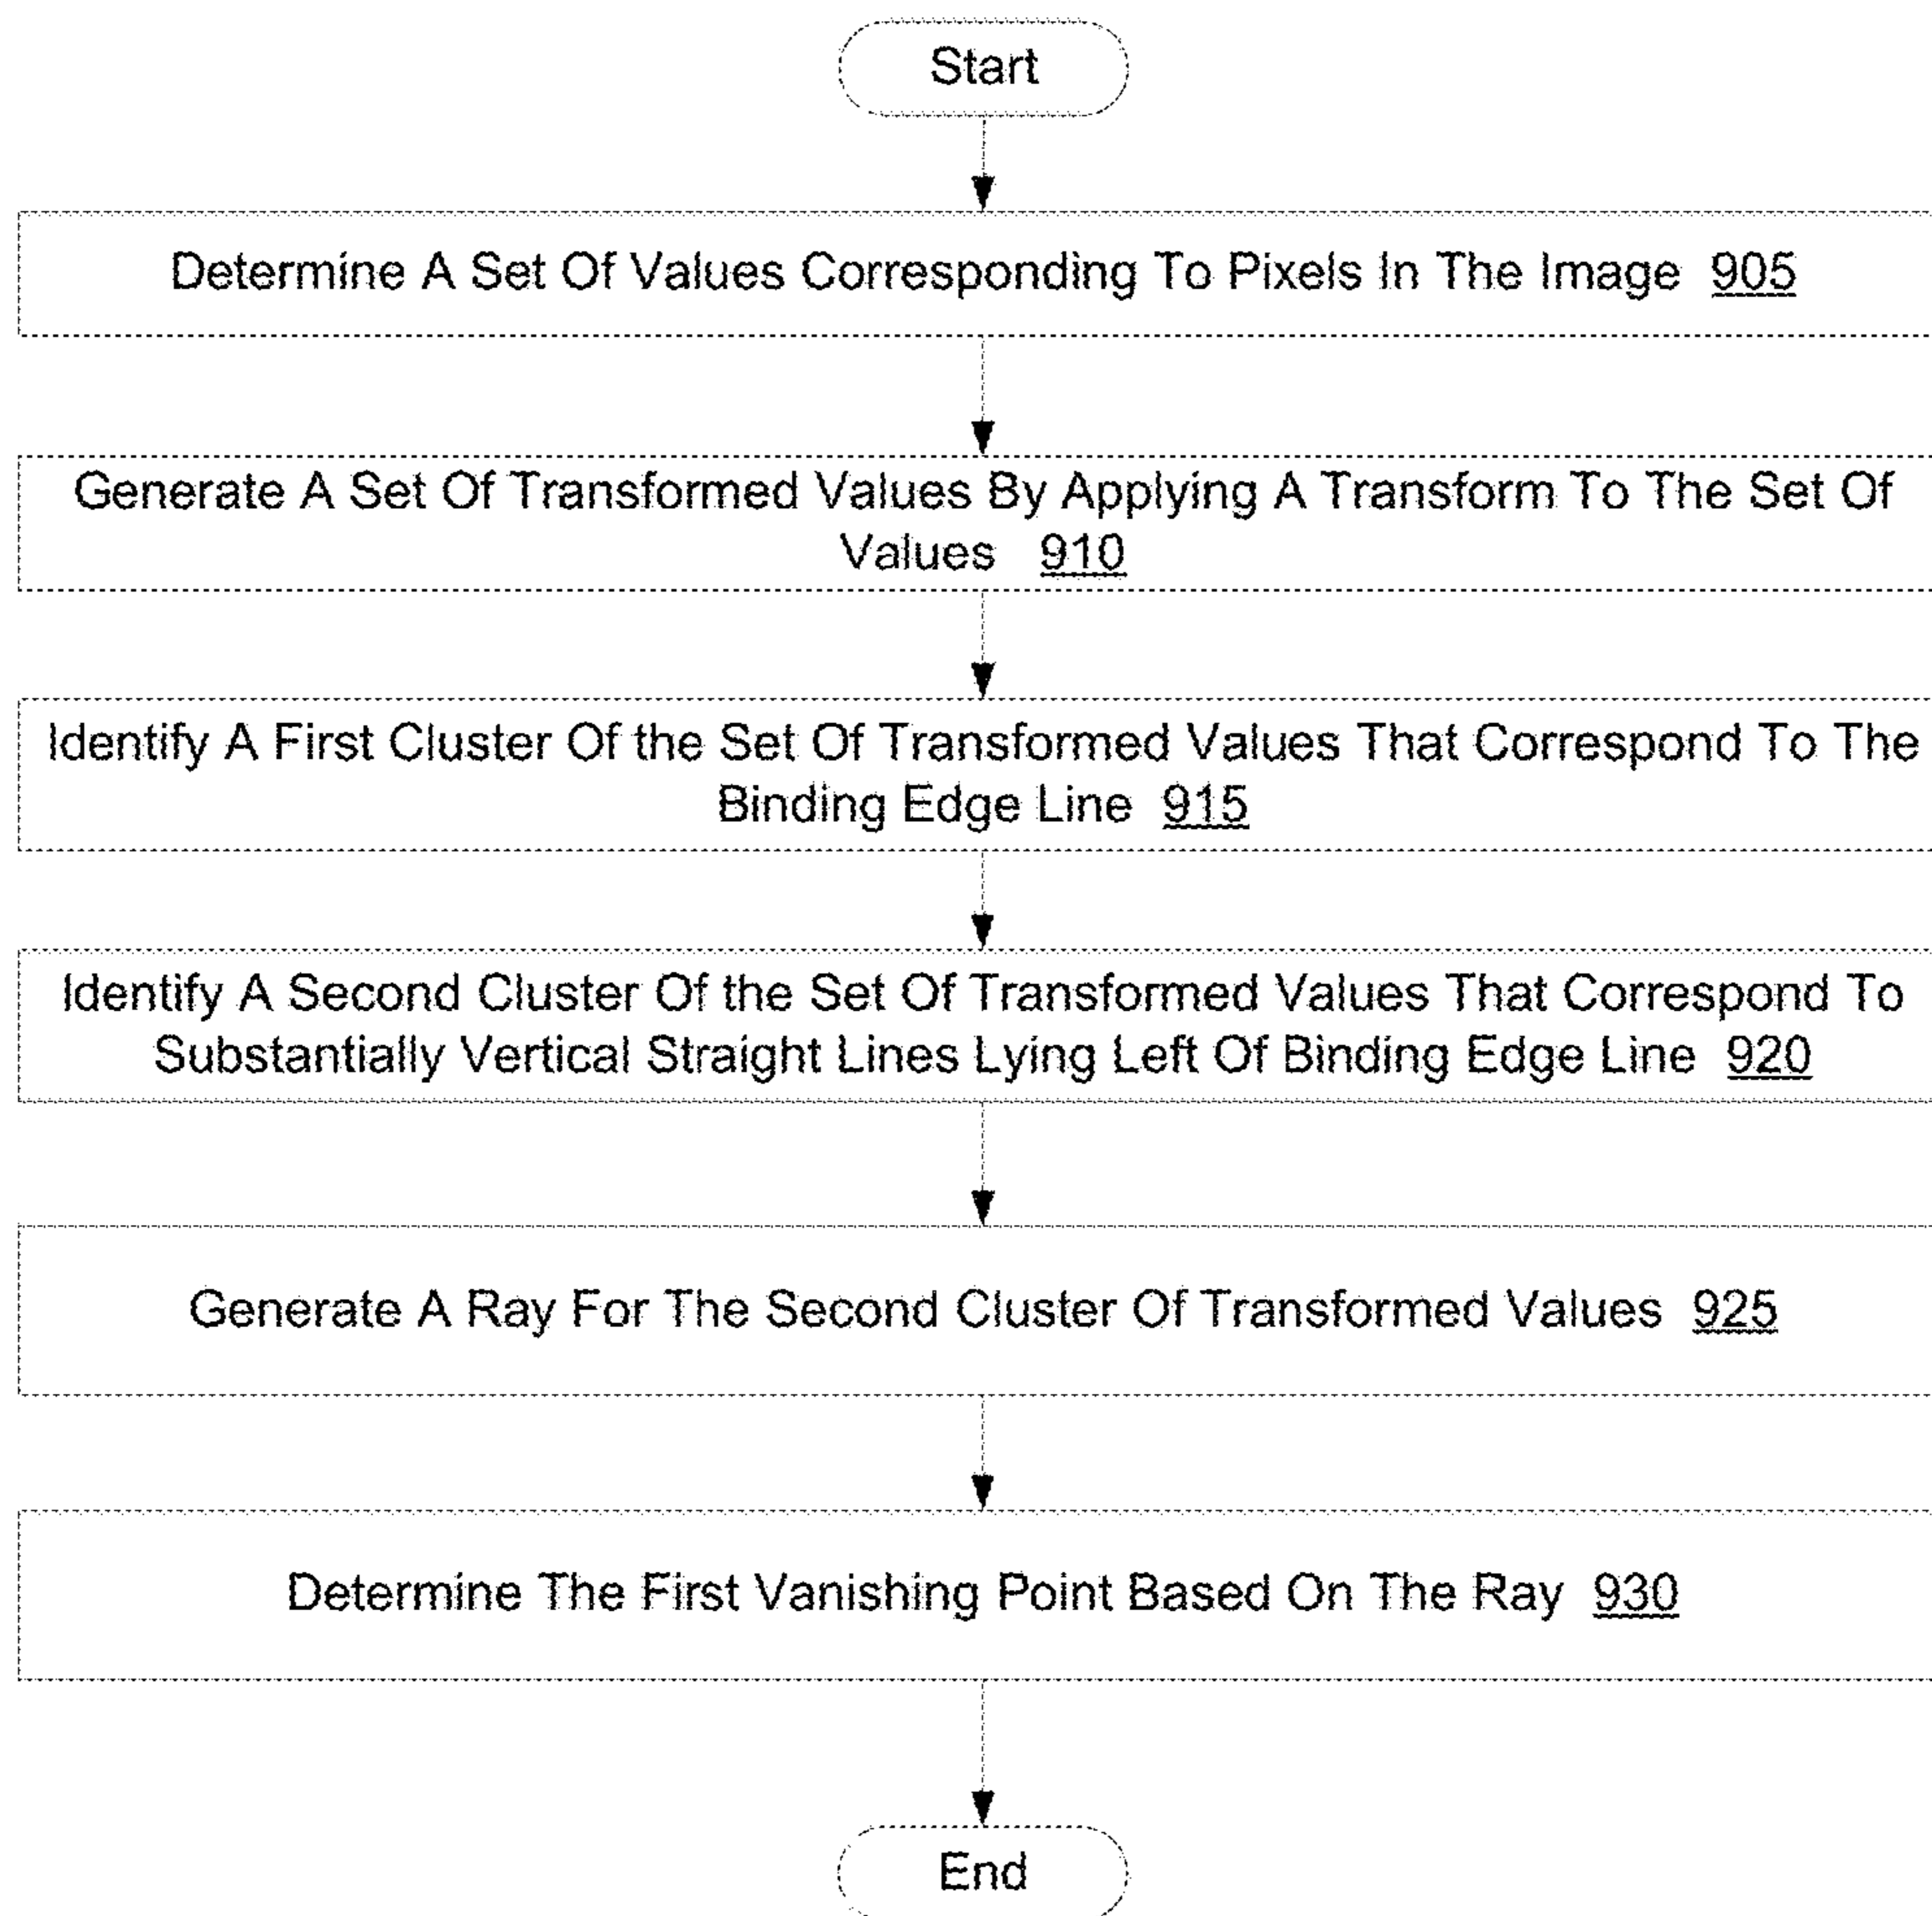 Start
Determine A Set Of Values Corresponding To Pixels In The Image 905
Generate A Set Of Transformed Values By Applying A Transform To The Set Of
Values 910
Identify A First Cluster Of the Set Of Transformed Values That Correspond To The
Binding Edge Line 915
Identify A Second Cluster Of the Set Of Transformed Values That Correspond To
Substantially Vertical Straight Lines Lying Left Of Binding Edge Line 920
Generate A Ray For The Second Cluster Of Transformed Values 925
Determine The First Vanishing Point Based On The Ray 930
End